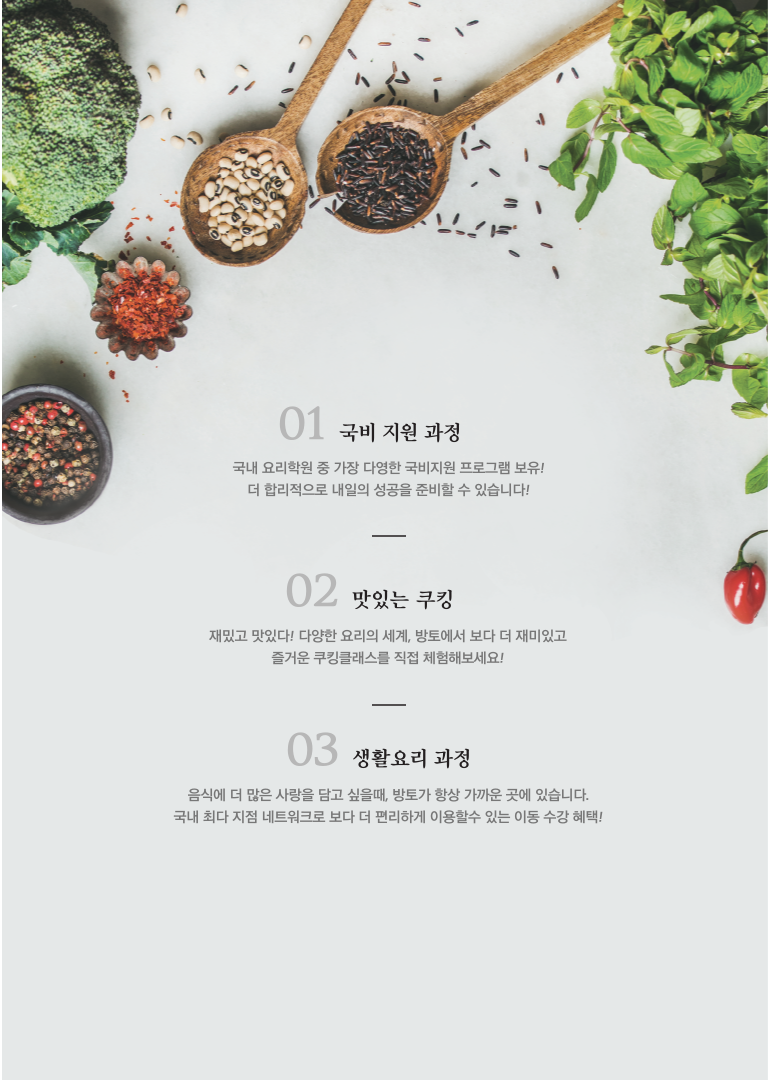 01 국비 지원 과정
국내 요리학원 중 가장 다영한 국비지원 프로그램 보유!
더 합리적으로 내일의 성공을 준비할 수 있습니다!
02 맛있는 쿠킹
재밌고 맛있다! 다양한 요리의 세계, 방토에서 보다 더 재미있고
즐거운 쿠킹클래스를 직접 체험해보세요!
03 생활요리 과정
음식에 더 많은 사랑을 담고 싶을때, 방토가 항상 가까운 곳에 있습니다.
국내 최다 지점 네트워크로 보다 더 편리하게 이용할수 있는 이동 수강 혜택!